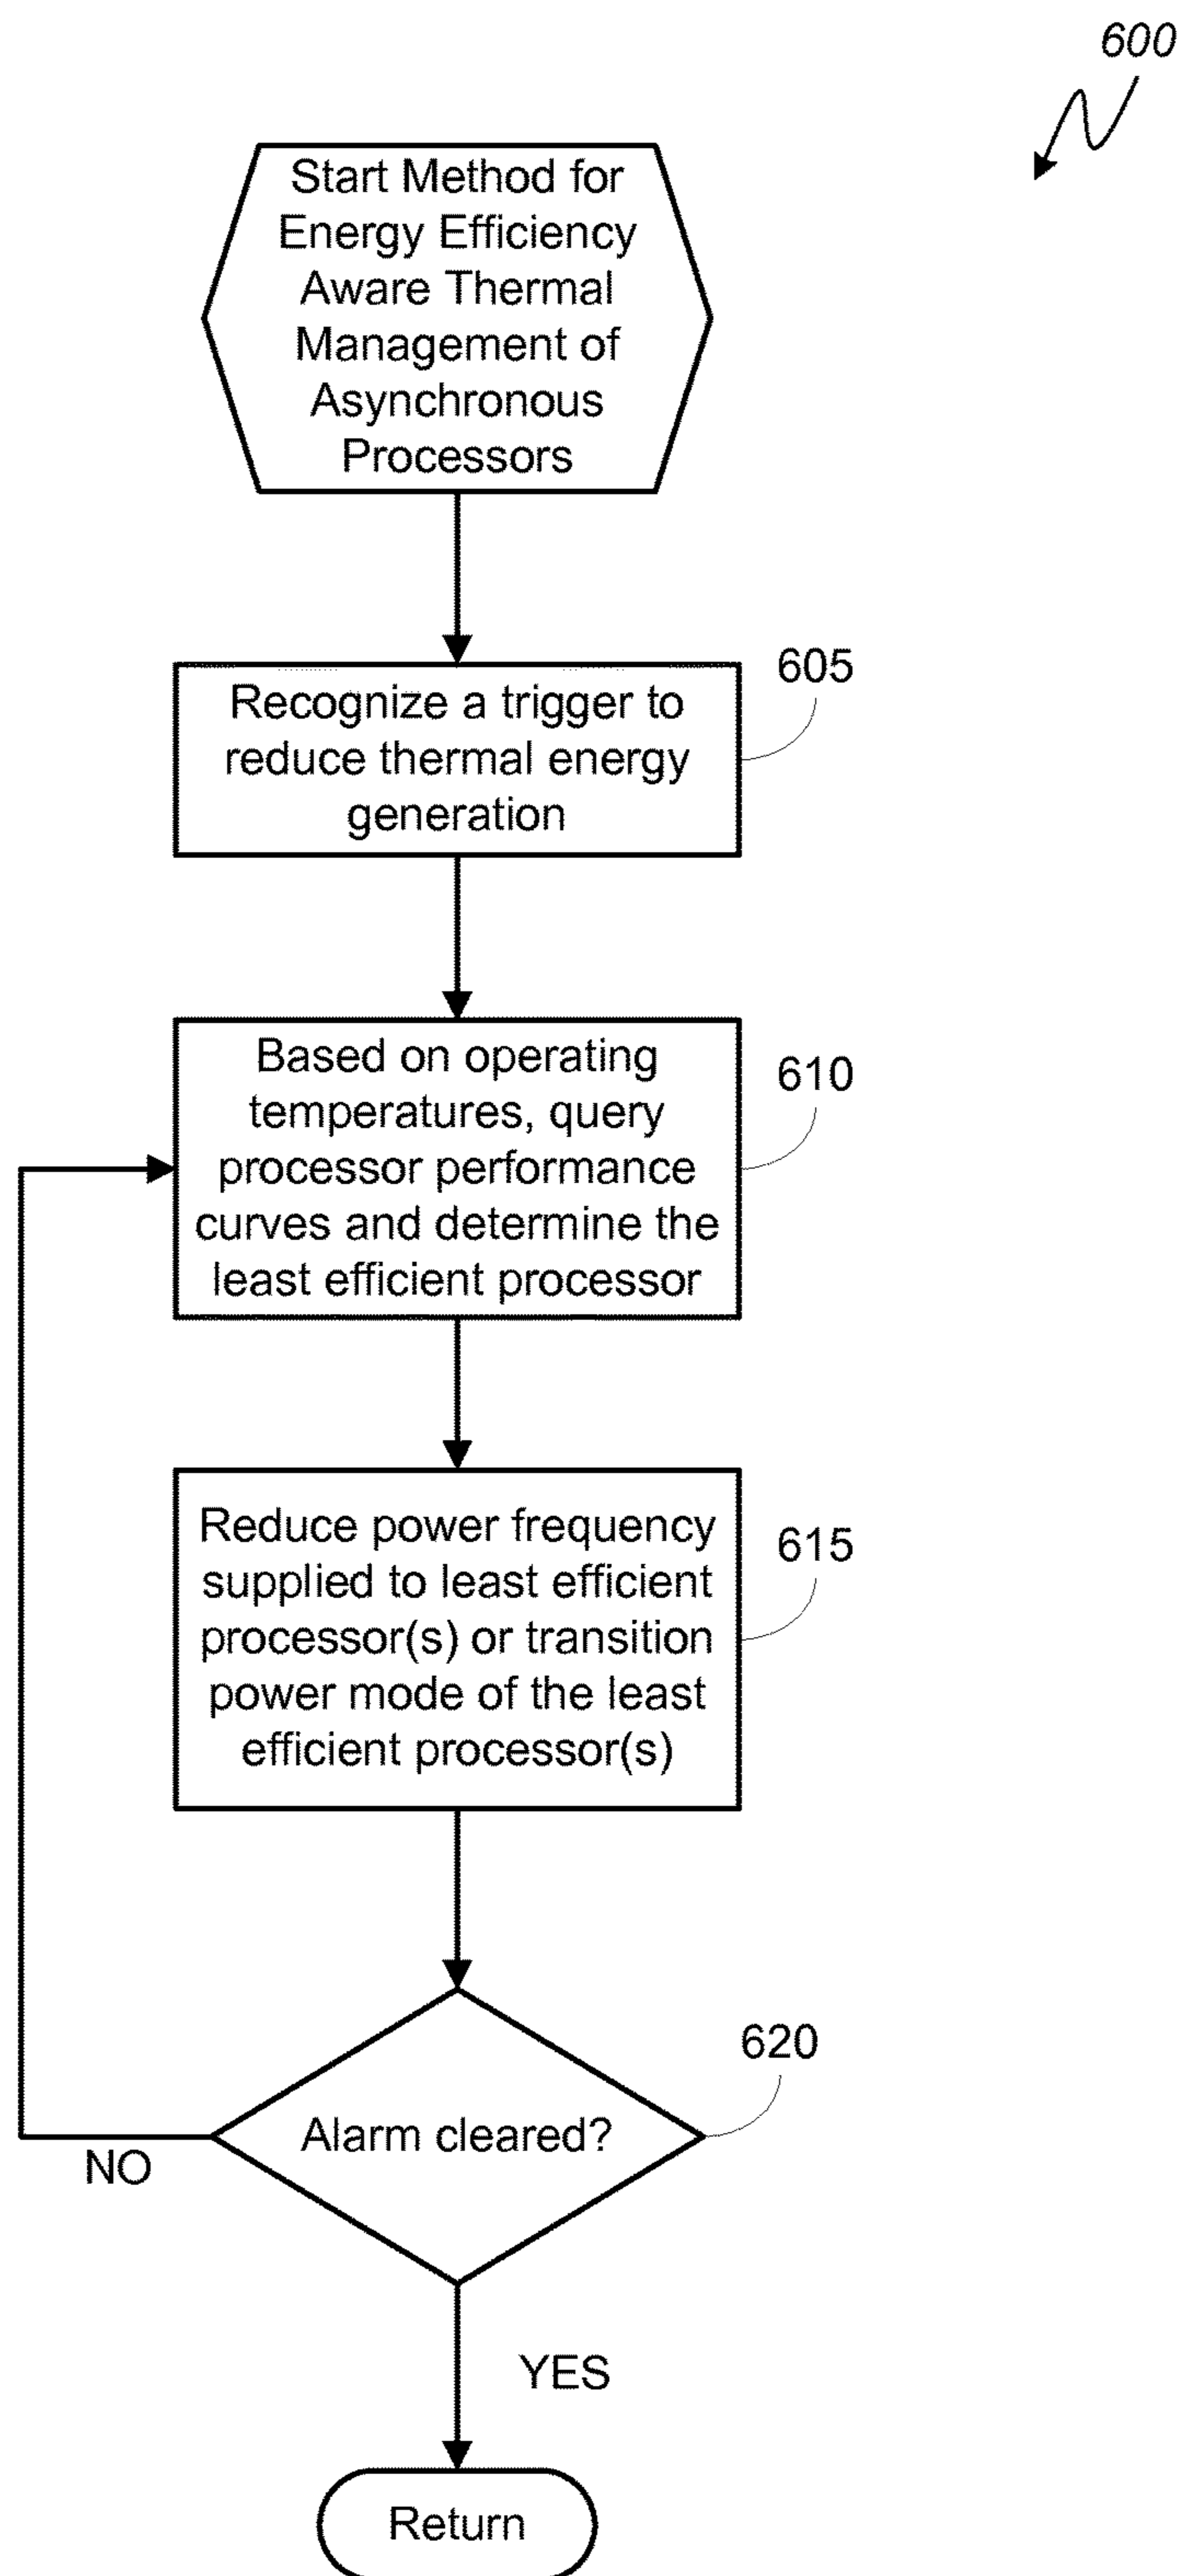 600
Start Method for
Energy Efficiency
Aware Thermal
Management of
Asynchronous
Processors
605
Recognize a trigger to
reduce thermal energy
generation
610
Based on operating
temperatures, query
processor performance
curves and determine the
least efficient processor
615
Reduce power frequency
supplied to least efficient
processor(s) or transition
power mode of the least
efficient processor(s)
620
Alarm cleared?
NO
YES
Return